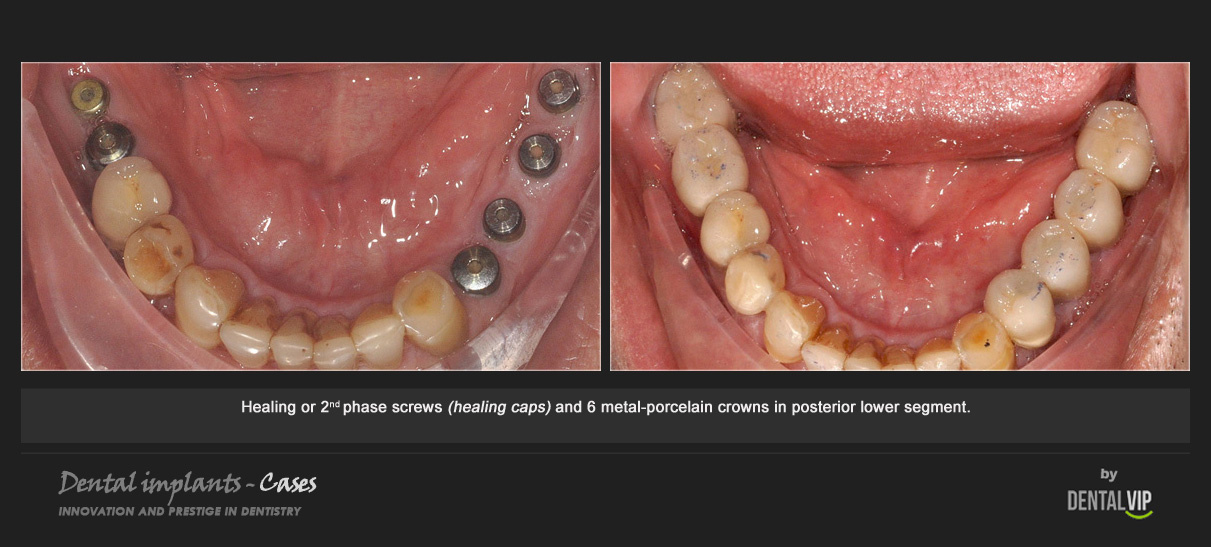 Healing or 2nd phase screws (healing caps) and 6 metal-porcelain crowns in posterior lower segment.
Dental implants - Cases
INNOVATION AND PRESTIGE IN DENTISTRY
by
DENTALVIP